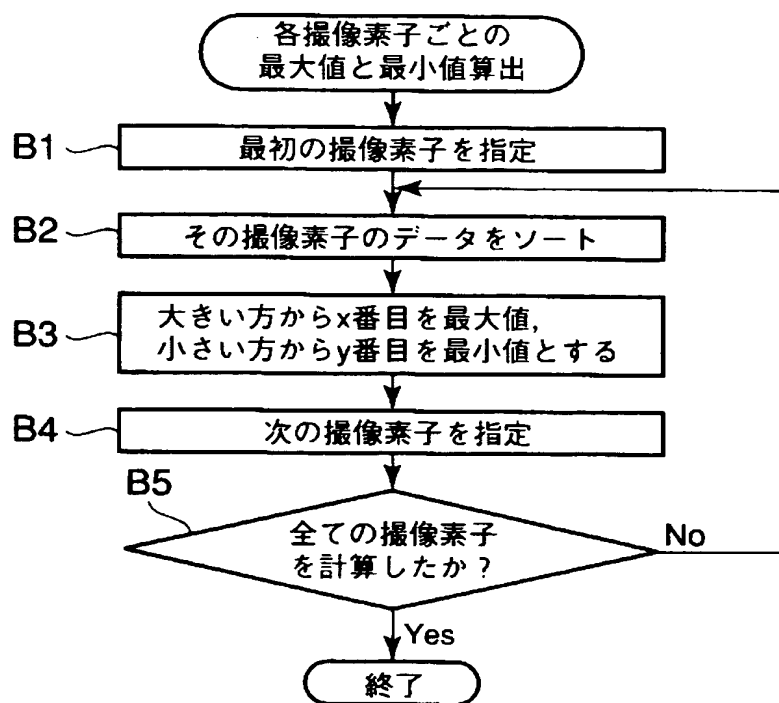 各撮像素子ごとの
最大値と最小値算出
B1
最初の撮像素子を指定
B2
その撮像素子のデータをソート
B3
大きい方からx番目を最大値,
小さい方からy番目を最小値とする
B4
次の撮像素子を指定
B5
全ての撮像素子
を計算したか?
No
Yes
終了